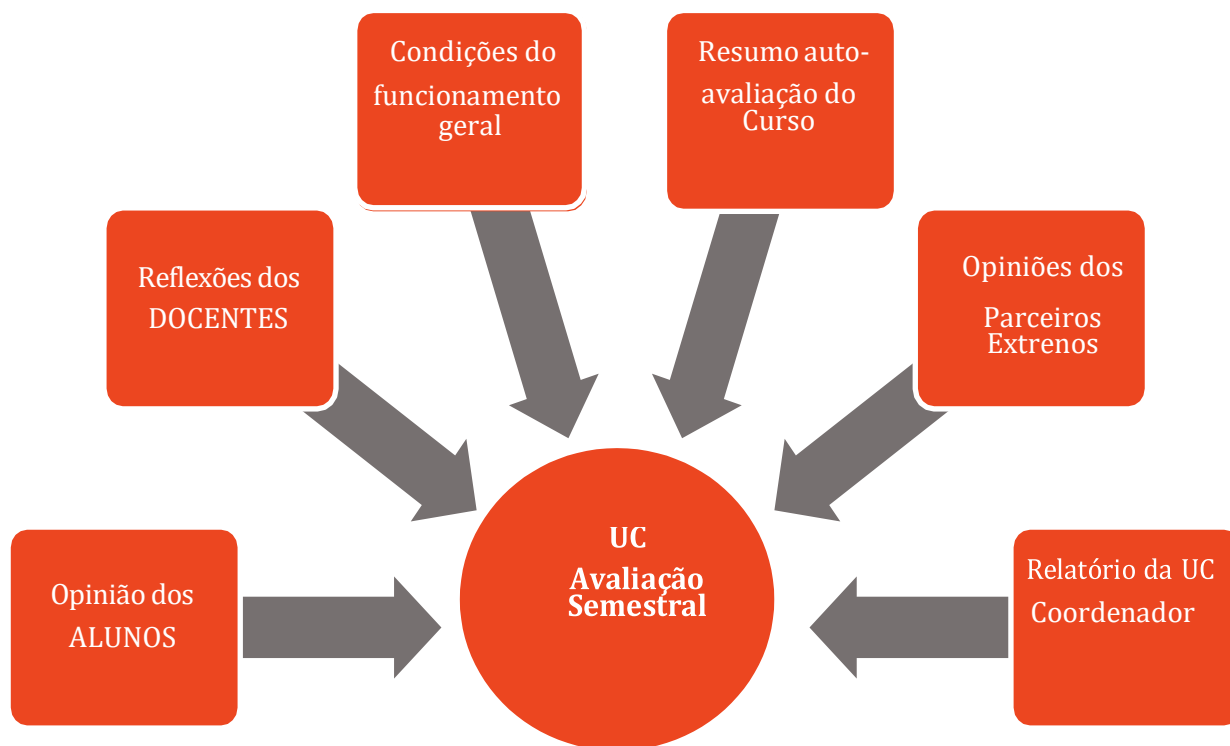 Condições do
funcionamento
geral
Resumo auto-
avaliação do
Curso
Reflexões dos
DOCENTES
Opiniões dos
Parceiros
Extrenos
UC
Avaliação
Semestral
Opinião dos
ALUNOS
Relatório da UC
Coordenador